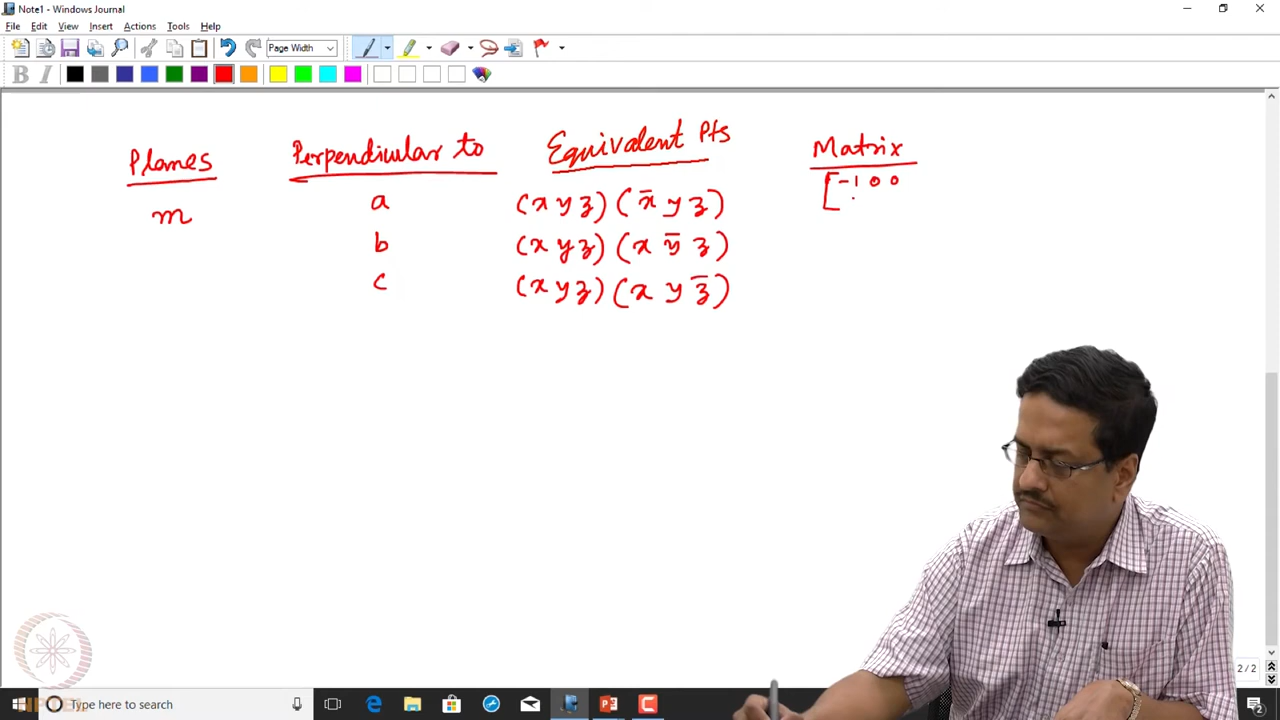 Note1 - Windows Journal
File Edit View Insert Actions Tools Help
Page Width
B I
Planes Perpendicular to Equivalent Pts Matrix
m a (x y z) (x̄ y z) [-1 0 0
b (x y z) (x ȳ z)
c (x y z) (x y z̄)
2/2
Type here to search
2